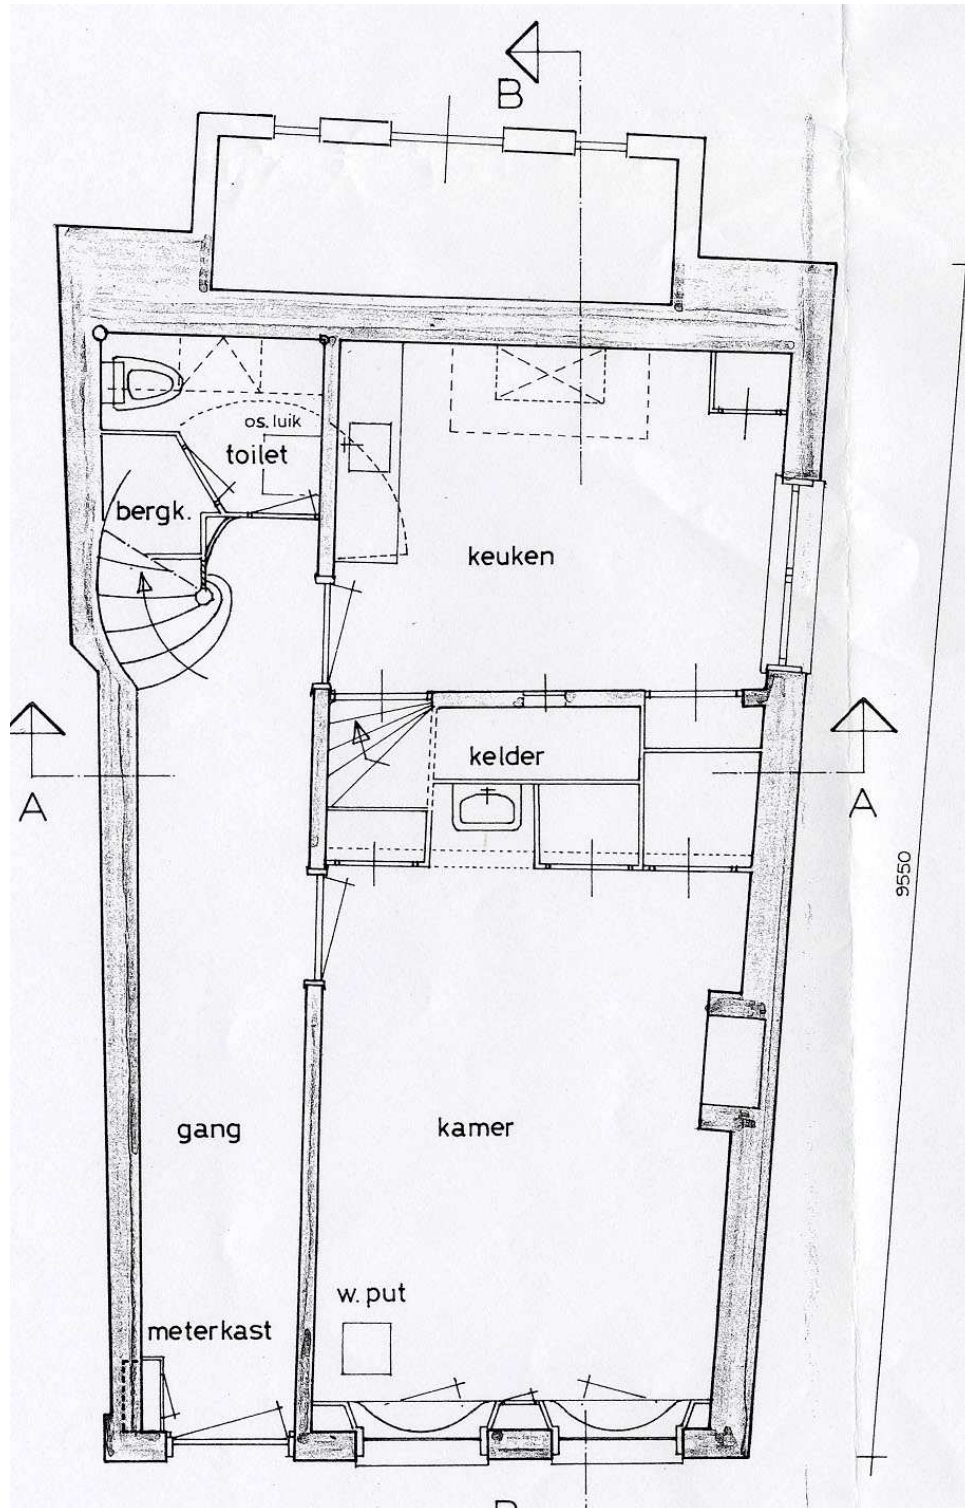 B
os. luik
toilet
bergk.
keuken
kelder
A
A
9550
gang
kamer
w. put
meterkast